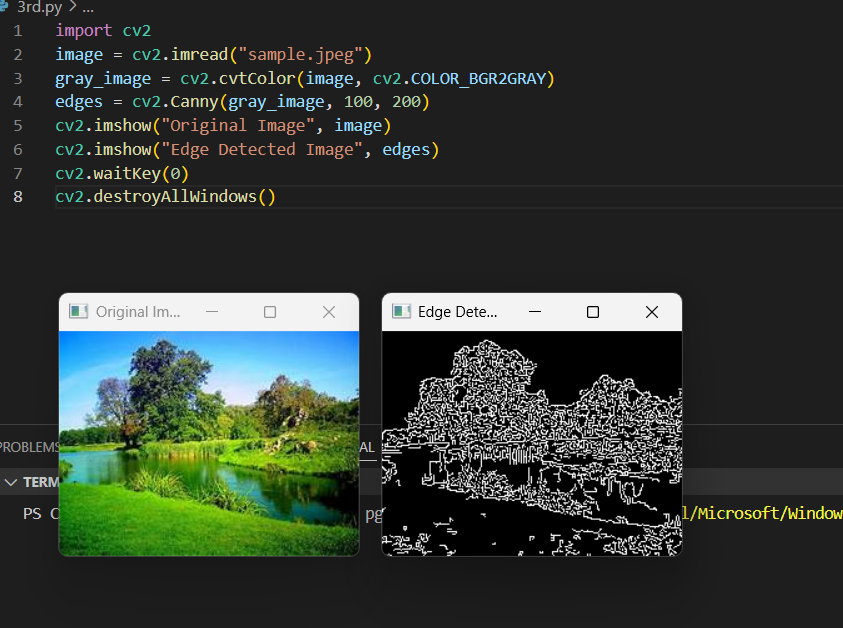 3rd.py > ...
1 import cv2
2 image = cv2.imread("sample.jpeg")
3 gray_image = cv2.cvtColor(image, cv2.COLOR_BGR2GRAY)
4 edges = cv2.Canny(gray_image, 100, 200)
5 cv2.imshow("Original Image", image)
6 cv2.imshow("Edge Detected Image", edges)
7 cv2.waitKey(0)
8 cv2.destroyAllWindows()
Original Im... Edge Dete...
PROBLEMS AL
TERM
PS C pg l/Microsoft/Window